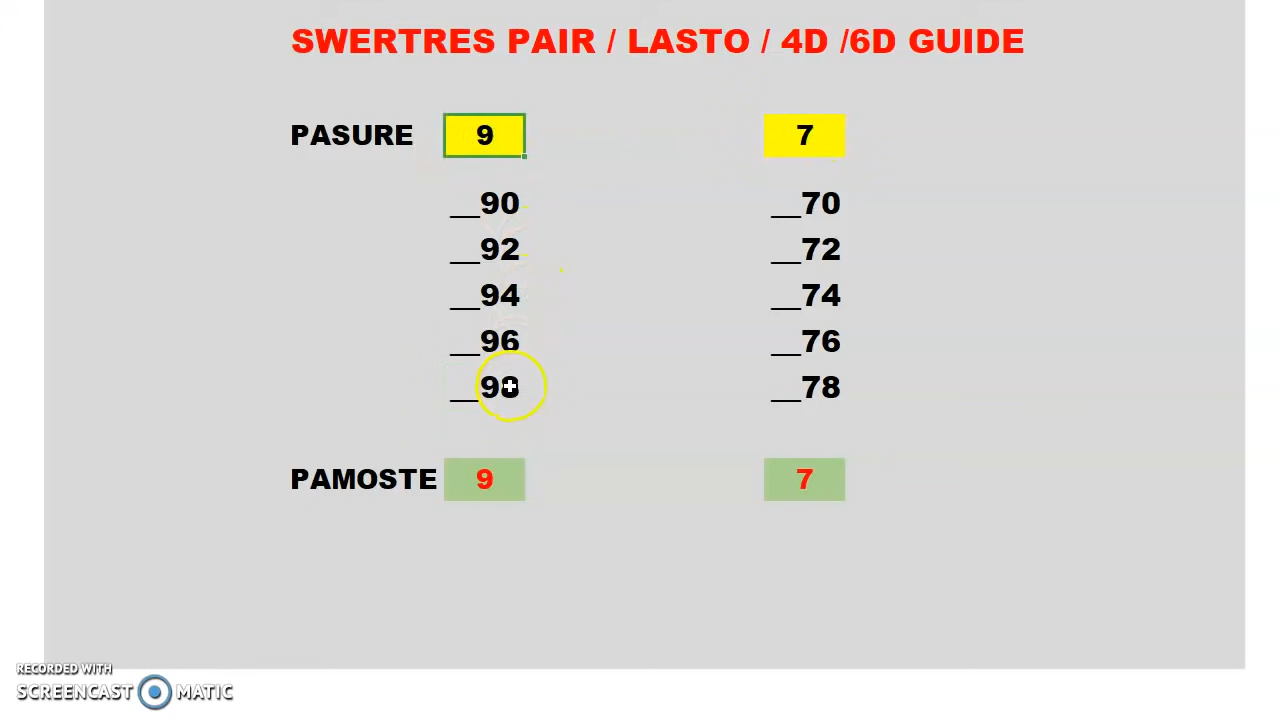 SWERTRES PAIR / LASTO / 4D /6D GUIDE
PASURE 9 7
__90 __70
__92 __72
__94 __74
__96 __76
__98 __78
PAMOSTE 9 7
RECORDED WITH
SCREENCAST MATIC